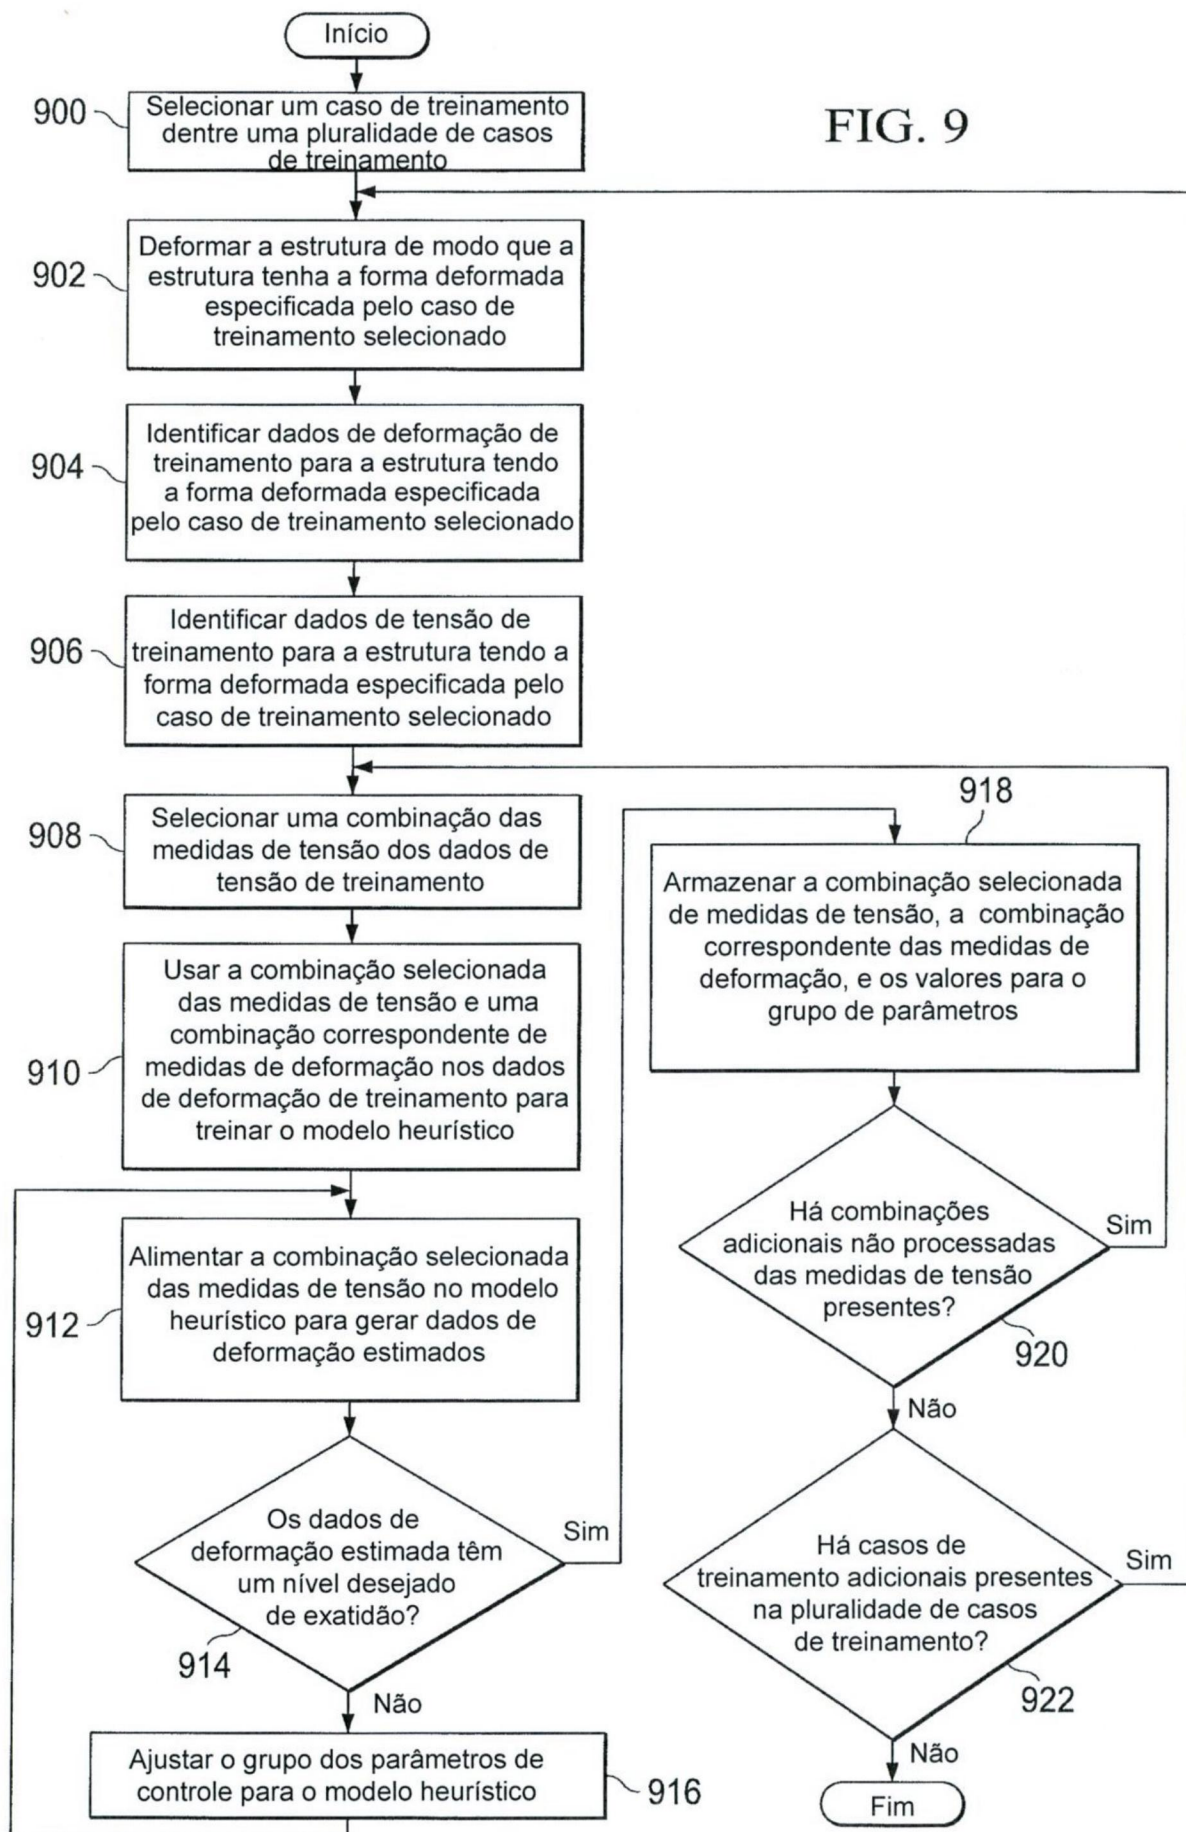 Início
FIG. 9
900
Selecionar um caso de treinamento
dentre uma pluralidade de casos
de treinamento
902
Deformar a estrutura de modo que a
estrutura tenha a forma deformada
especificada pelo caso de
treinamento selecionado
904
Identificar dados de deformação de
treinamento para a estrutura tendo
a forma deformada especificada
pelo caso de treinamento selecionado
906
Identificar dados de tensão de
treinamento para a estrutura tendo a
forma deformada especificada pelo
caso de treinamento selecionado
908
Selecionar uma combinação das
medidas de tensão dos dados de
tensão de treinamento
910
Usar a combinação selecionada
das medidas de tensão e uma
combinação correspondente de
medidas de deformação nos dados
de deformação de treinamento para
treinar o modelo heurístico
912
Alimentar a combinação selecionada
das medidas de tensão no modelo
heurístico para gerar dados de
deformação estimados
Os dados de
deformação estimada têm
um nível desejado
de exatidão?
914
Sim
Não
Ajustar o grupo dos parâmetros de
controle para o modelo heurístico
916
918
Armazenar a combinação selecionada
de medidas de tensão, a combinação
correspondente das medidas de
deformação, e os valores para o
grupo de parâmetros
Há combinações
adicionais não processadas
das medidas de tensão
presentes?
Sim
920
Não
Há casos de
treinamento adicionais presentes
na pluralidade de casos
de treinamento?
Sim
922
Não
Fim